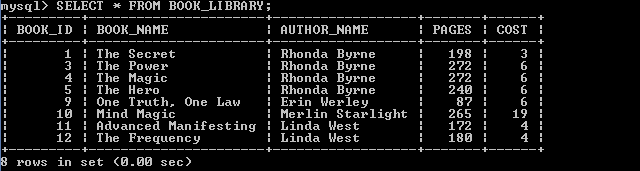 mysql> SELECT * FROM BOOK_LIBRARY;
BOOK_ID | BOOK_NAME | AUTHOR_NAME | PAGES | COST
1 | The Secret | Rhonda Byrne | 198 | 3
3 | The Power | Rhonda Byrne | 272 | 6
4 | The Magic | Rhonda Byrne | 272 | 6
5 | The Hero | Rhonda Byrne | 240 | 6
9 | One Truth, One Law | Erin Werley | 87 | 6
10 | Mind Magic | Merlin Starlight | 265 | 19
11 | Advanced Manifesting | Linda West | 172 | 4
12 | The Frequency | Linda West | 180 | 4
8 rows in set (0.00 sec)